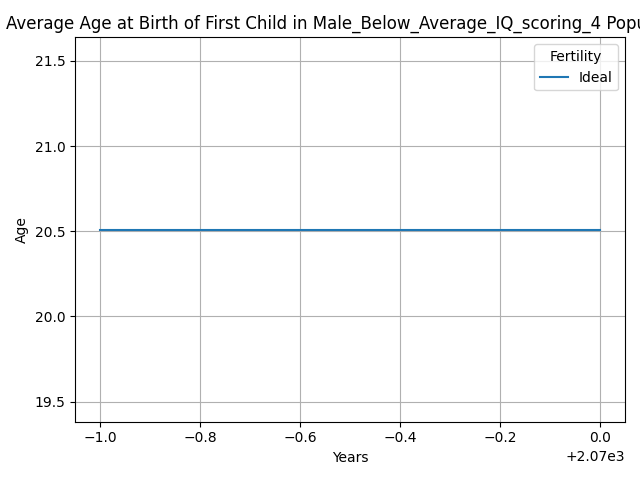 Average Age at Birth of First Child in Male_Below_Average_IQ_scoring_4
Fertility
Ideal
21.5
21.0
20.5
20.0
19.5
Age
−1.0 −0.8 −0.6 −0.4 −0.2 0.0
Years
+2.07e3